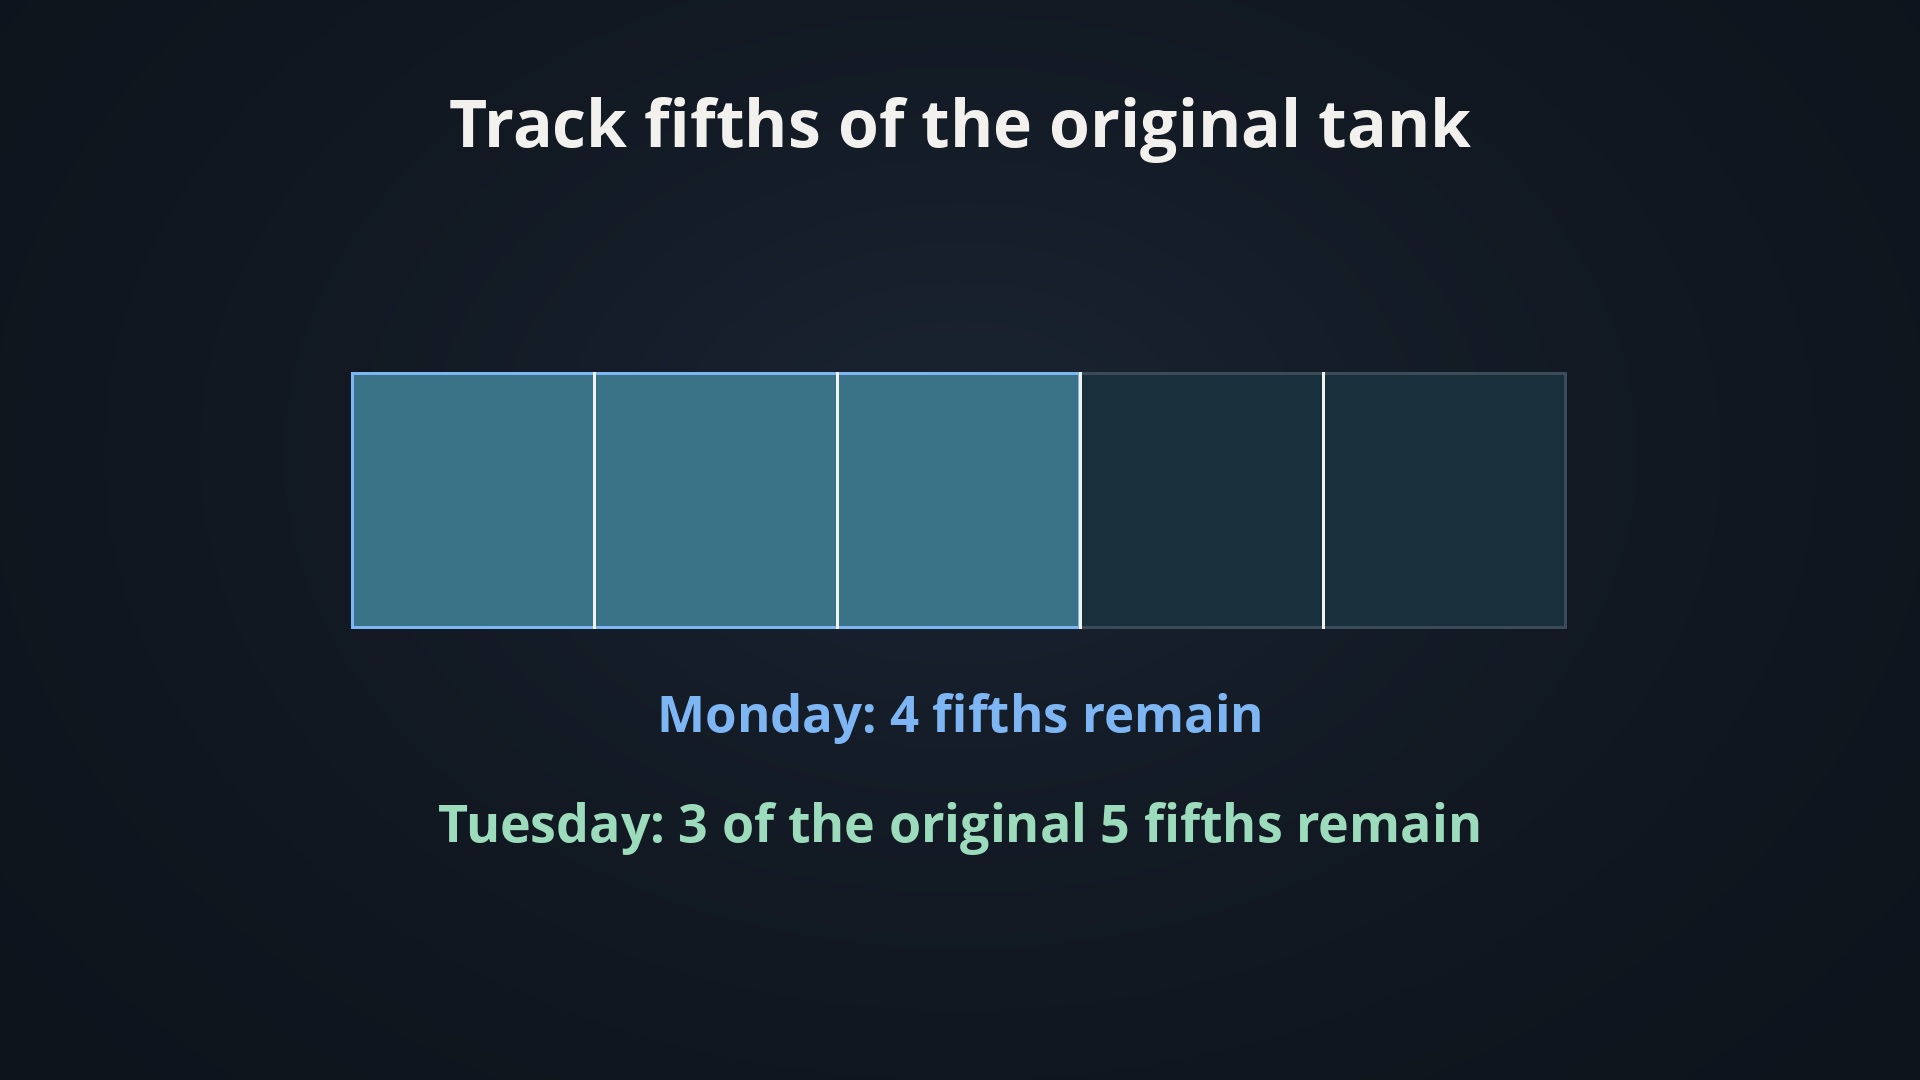 Track fifths of the original tank
Monday: 4 fifths remain
Tuesday: 3 of the original 5 fifths remain